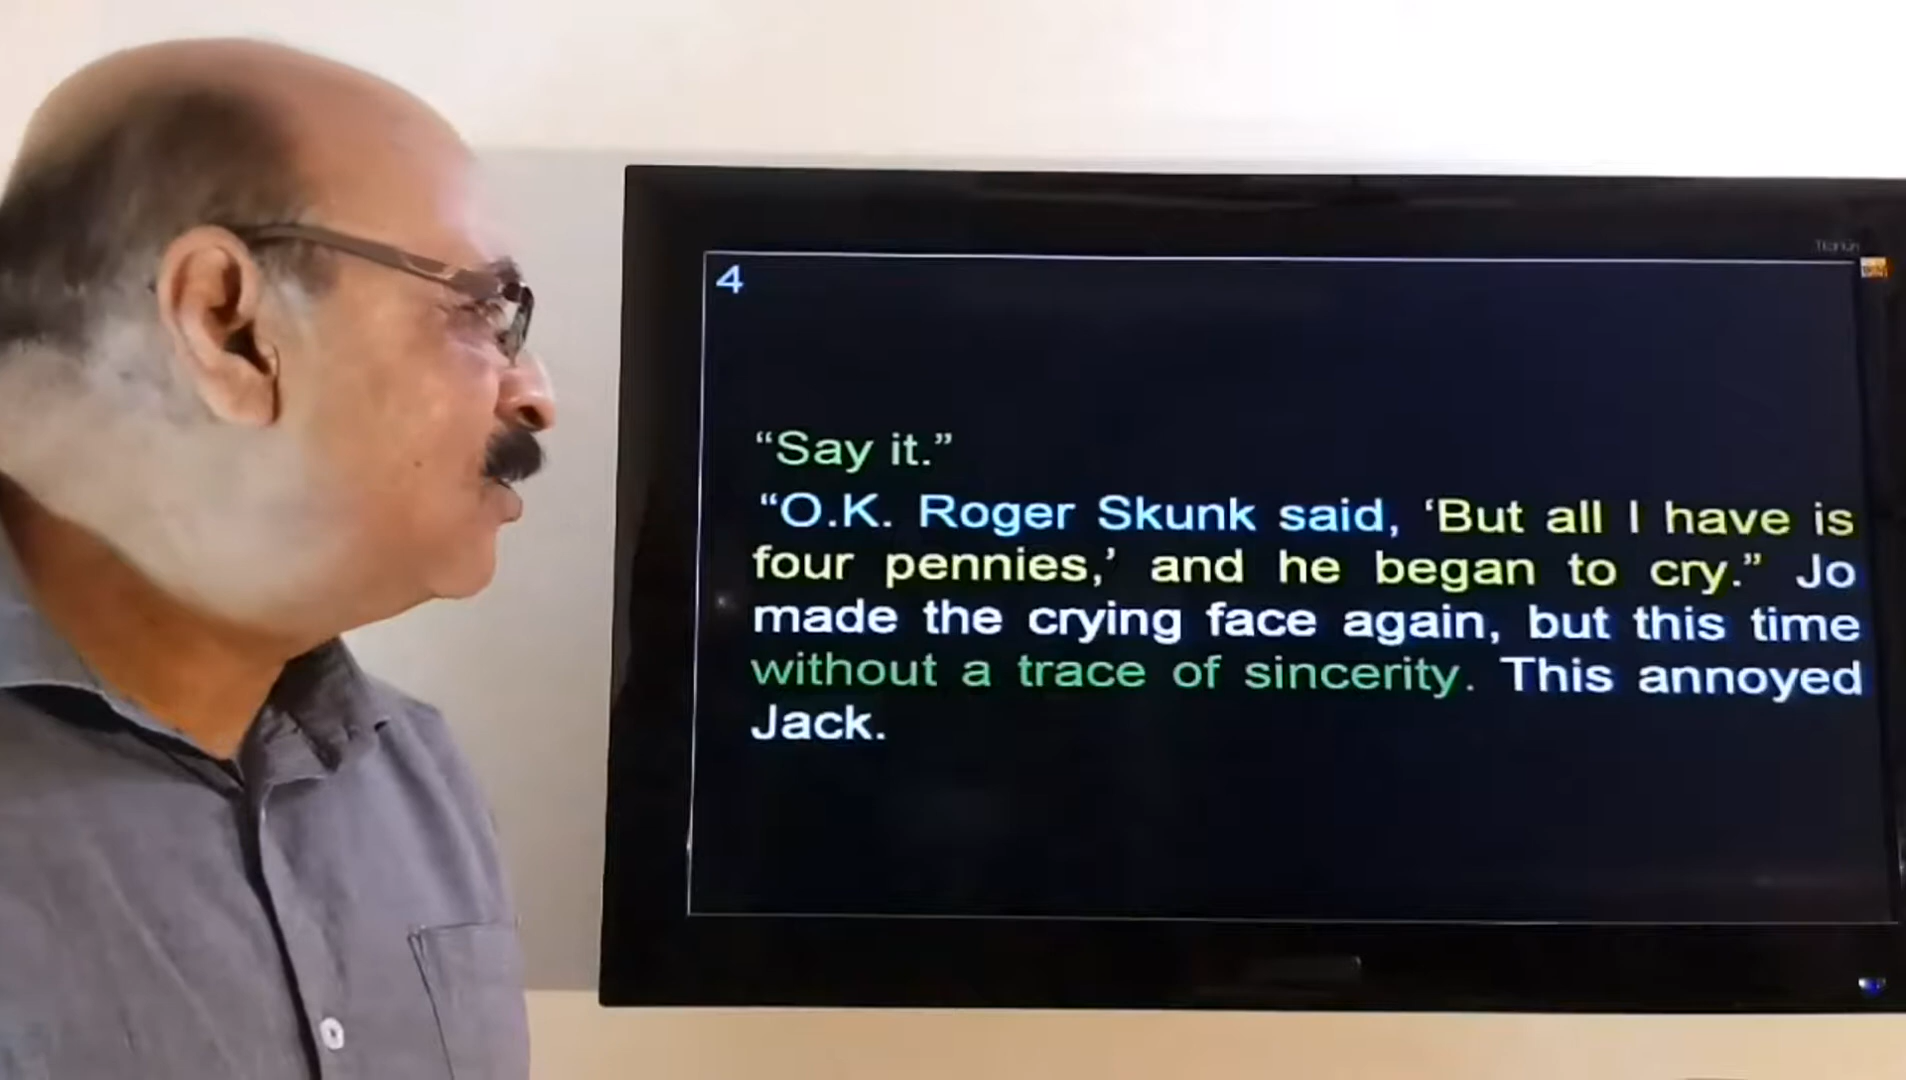 4
“Say it.”
“O.K. Roger Skunk said, ‘But all I have is
four pennies,’ and he began to cry.” Jo
made the crying face again, but this time
without a trace of sincerity. This annoyed
Jack.